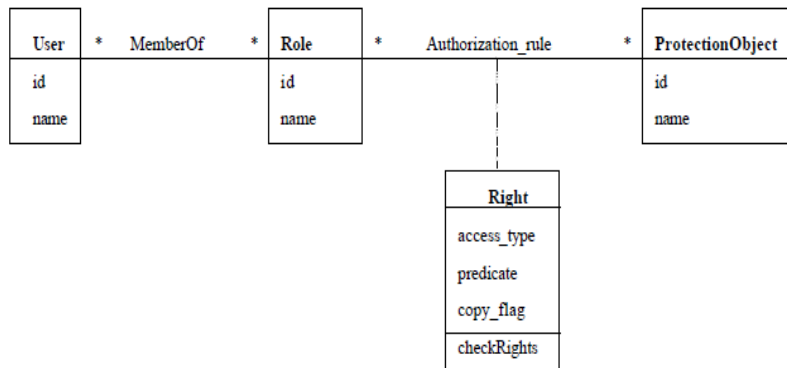 User * MemberOf * Role * Authorization_rule * ProtectionObject
id id id
name name name
Right
access_type
predicate
copy_flag
checkRights